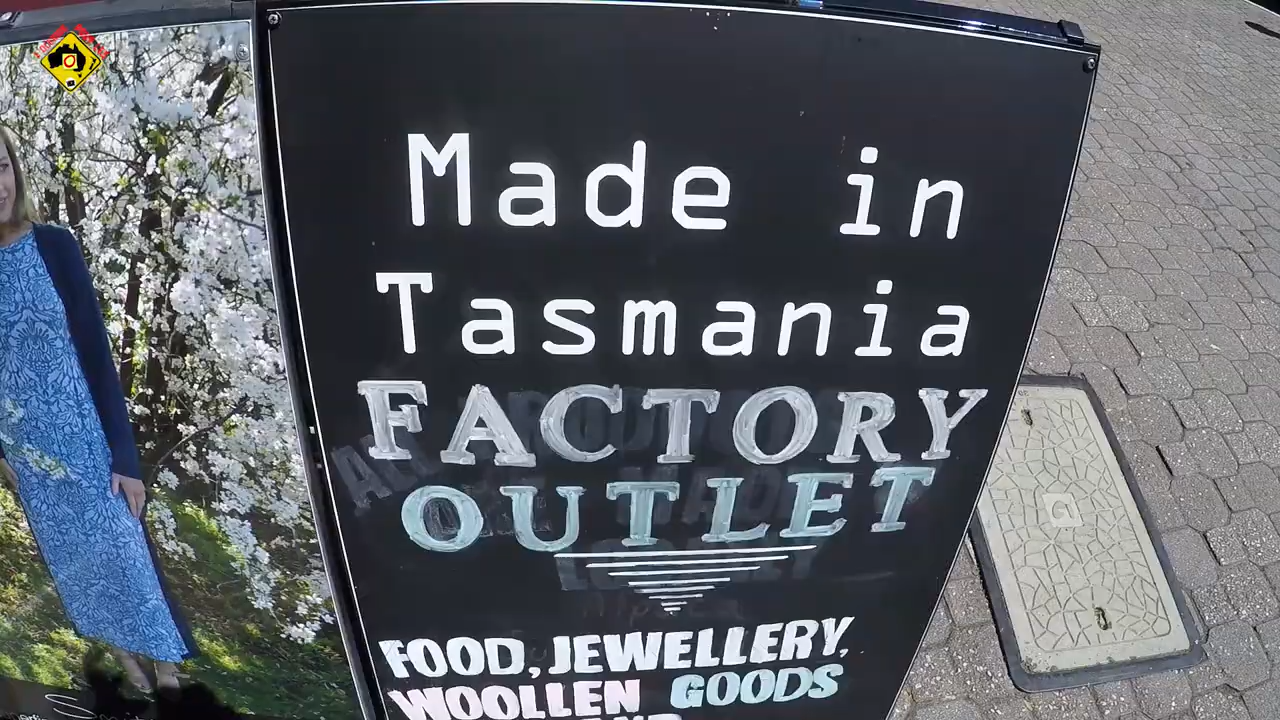 Made in
Tasmania
FACTORY
OUTLET
FOOD, JEWELLERY,
WOOLLEN GOODS